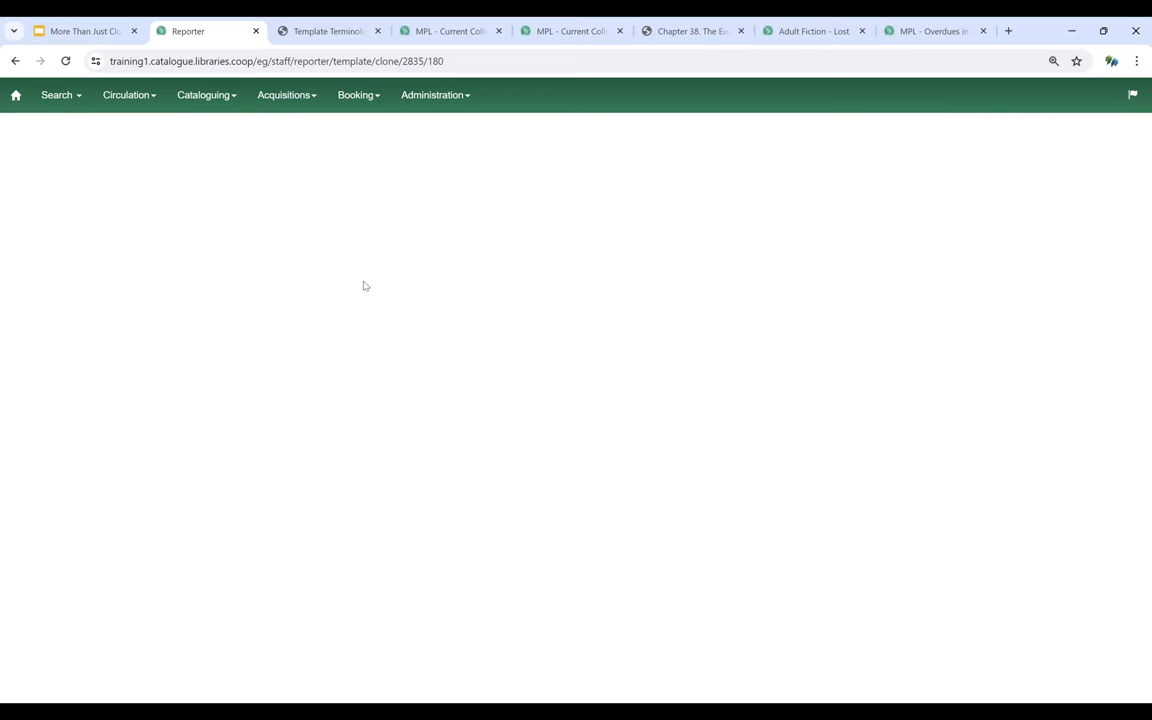 More Than Just Clo
Reporter
Template Terminolo
MPL - Current Coll
MPL - Current Coll
Chapter 38. The Ev
Adult Fiction - Lost
MPL - Overdues in
training1.catalogue.libraries.coop/eg/staff/reporter/template/clone/2835/180
Search
Circulation
Cataloguing
Acquisitions
Booking
Administration